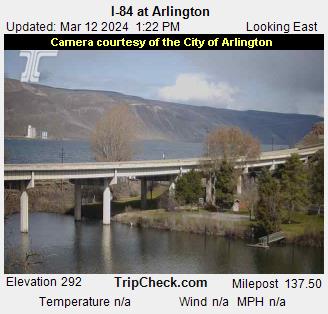 I-84 at Arlington
Updated: Mar 12 2024 1:22 PM Looking East
Camera courtesy of the City of Arlington
Elevation 292 TripCheck.com Milepost 137.50
Temperature n/a Wind n/a MPH n/a